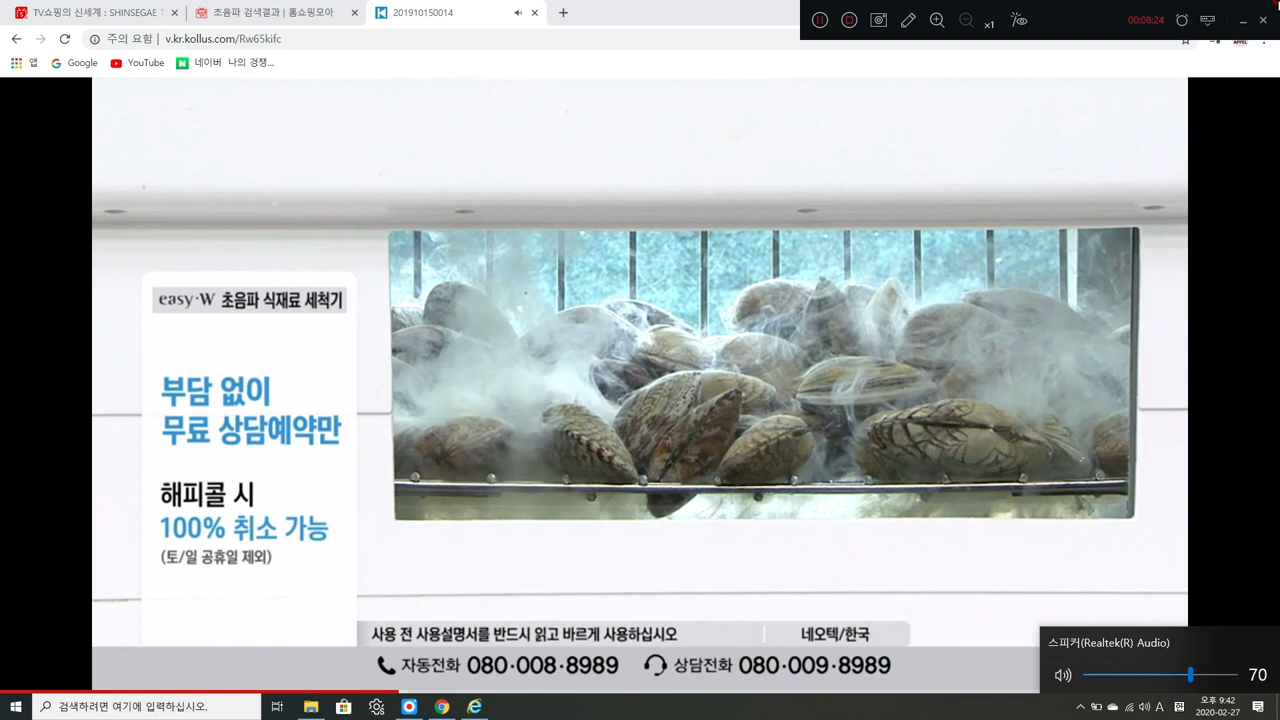 TV쇼핑의 신세계 : SHINSEGAE T
초음파 검색결과 | 홈쇼핑모아
201910150014
x1
00:08:24
주의 요함 | v.kr.kollus.com/Rw65kifc
앱
Google
YouTube
네이버 나의 경쟁...
easy·W 초음파 식재료 세척기
부담 없이
무료 상담예약만
해피콜 시
100% 취소 가능
(토/일 공휴일 제외)
사용 전 사용설명서를 반드시 읽고 바르게 사용하십시오
네오텍/한국
자동전화 080·008·8989 상담전화 080·009·8989
스피커(Realtek(R) Audio)
70
검색하려면 여기에 입력하십시오.
A
오후 9:42
2020-02-27